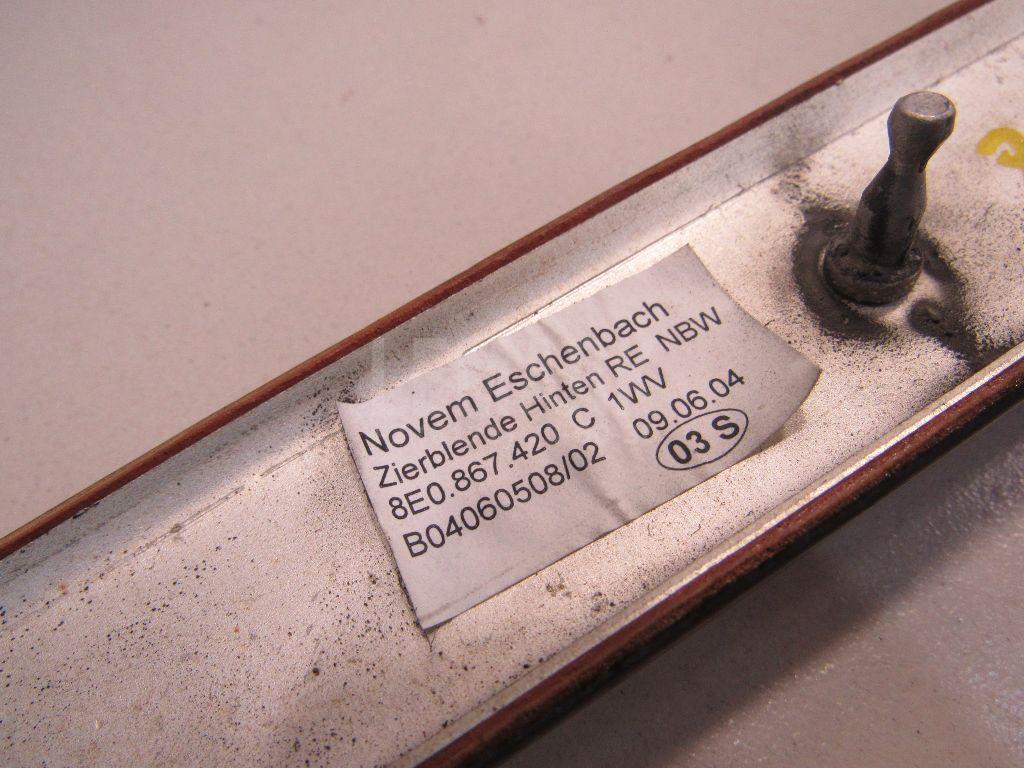 Novem Eschenbach
Zierblende Hinten RE NBW
8E0.867.420 C 1WV
B04060508/02 09.06.04
03 S